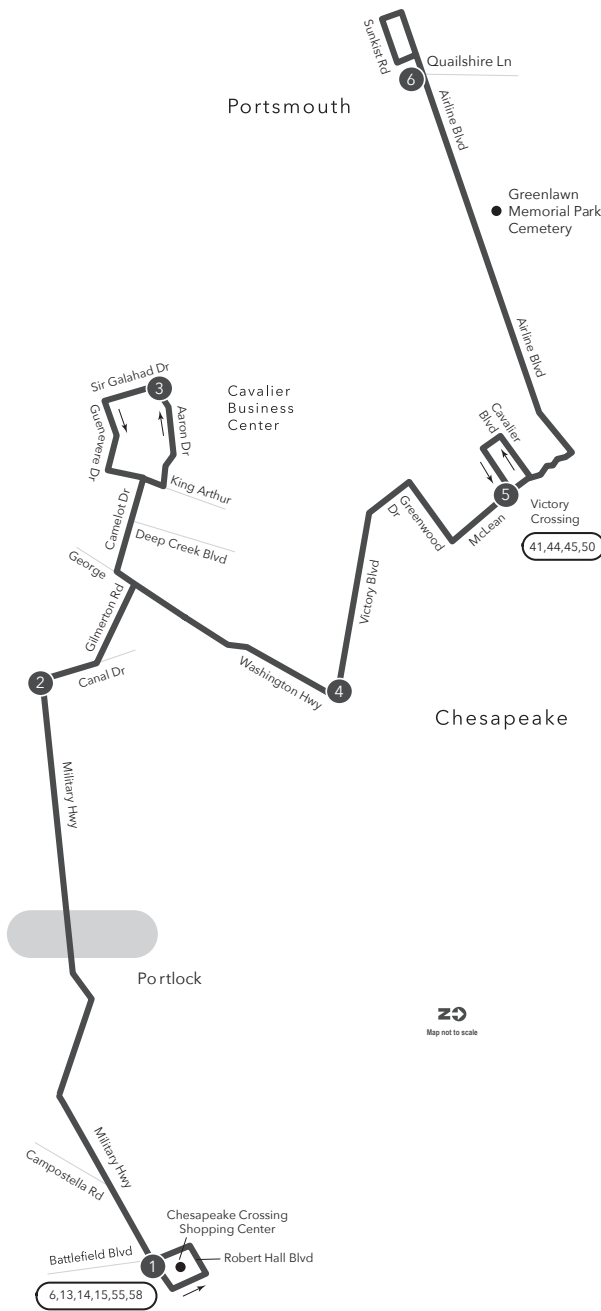 Sunkist Rd
6
Quailshire Ln
Portsmouth
Airline Blvd
Greenlawn
Memorial Park
Cemetery
Airline Blvd
Sir Galahad Dr
3
Guenevere Dr
Aaron Dr
Cavalier
Business
Center
Cavalier
Blvd
King Arthur
Camelot Dr
Deep Creek Blvd
5
Victory
Crossing
41,44,45,50
Greenwood
Dr
McLean
George
Gilmerton Rd
Victory Blvd
Washington Hwy
4
2
Canal Dr
Chesapeake
Military Hwy
Portlock
N
Map not to scale
Military Hwy
Campostella Rd
Chesapeake Crossing
Shopping Center
Battlefield Blvd
1
Robert Hall Blvd
6,13,14,15,55,58